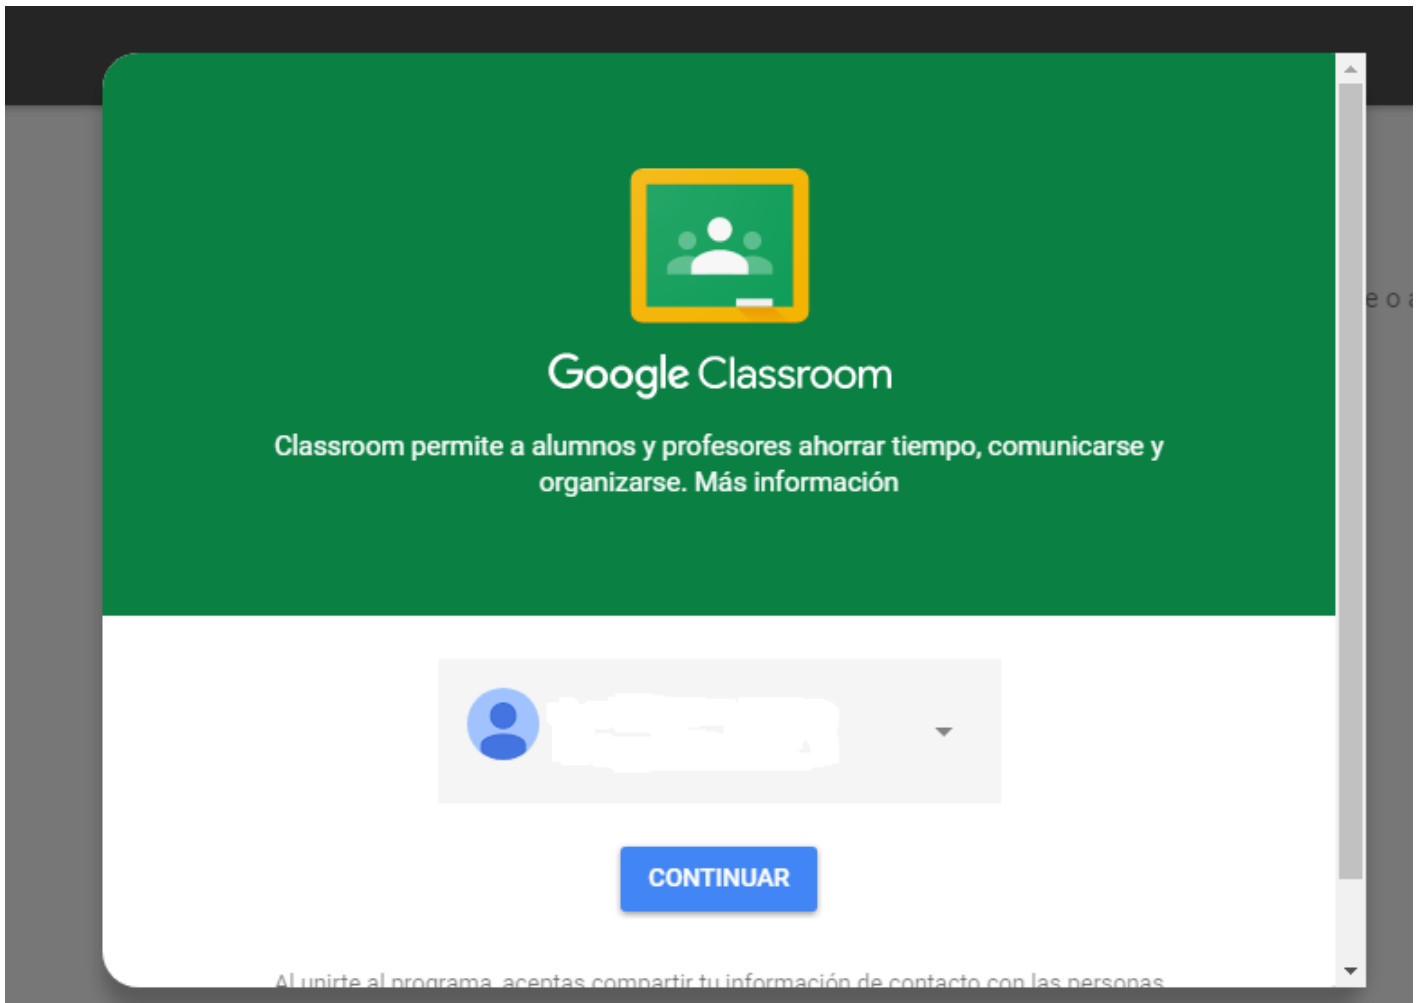 Google Classroom
Classroom permite a alumnos y profesores ahorrar tiempo, comunicarse y
organizarse. Más información
e o a
CONTINUAR
Al unirte al programa, aceptas compartir tu información de contacto con las personas